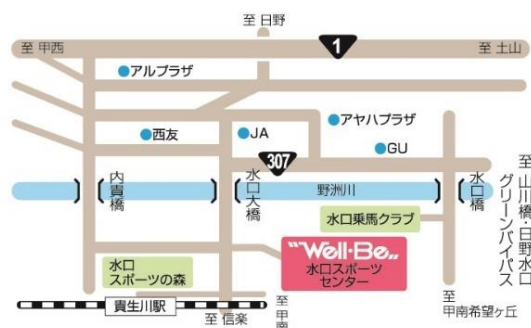 至 日野
至 甲西
1
至 土山
アルプラザ
アヤハプラザ
西友
JA
GU
307
内貴橋
水口大橋
野洲川
水口橋
至 山川橋・日野水口
グリーンバイパス
水口乗馬クラブ
"Well・Be"
水口スポーツ
センター
水口
スポーツの森
貴生川駅
至 信楽
至 甲南
至
甲南希望ヶ丘